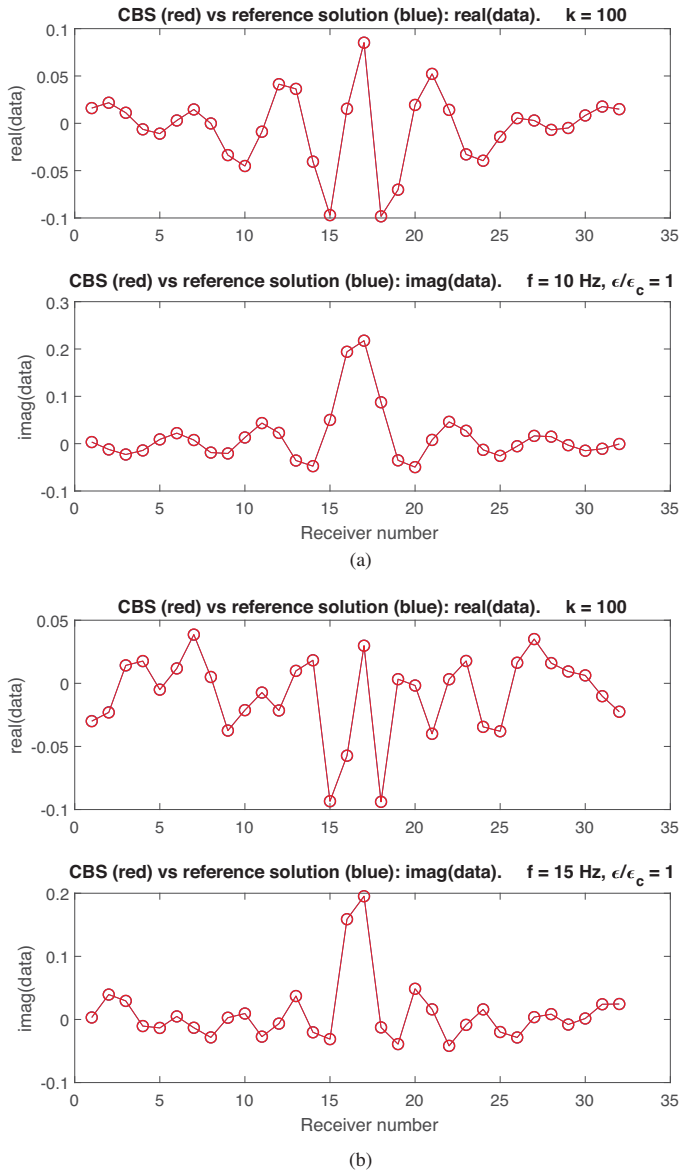 CBS (red) vs reference solution (blue): real(data). k = 100
0.1
0.05
0
-0.05
-0.1
real(data)
0 5 10 15 20 25 30 35
CBS (red) vs reference solution (blue): imag(data). f = 10 Hz, ϵ/ϵc = 1
0.3
0.2
0.1
0
-0.1
imag(data)
0 5 10 15 20 25 30 35
Receiver number
(a)
CBS (red) vs reference solution (blue): real(data). k = 100
0.05
0
-0.05
-0.1
real(data)
0 5 10 15 20 25 30 35
CBS (red) vs reference solution (blue): imag(data). f = 15 Hz, ϵ/ϵc = 1
0.2
0.1
0
-0.1
imag(data)
0 5 10 15 20 25 30 35
Receiver number
(b)